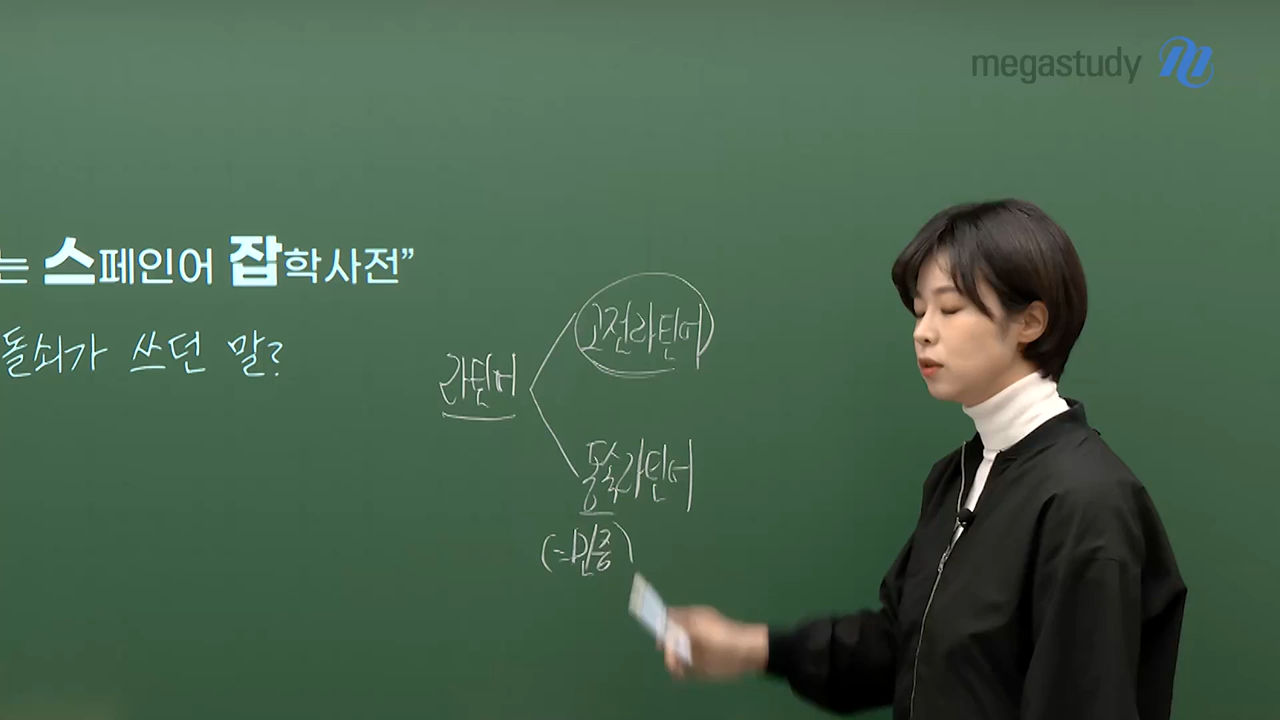 megastudy
는 스페인어 잡학사전”
돌쇠가 쓰던 말?
고전라틴어
라틴어
통속라틴어
(=민중)